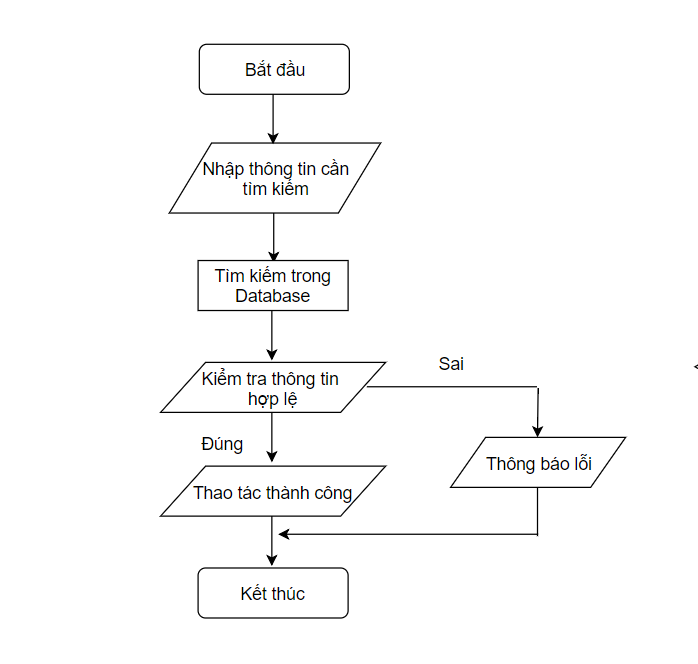 Bắt đầu
Nhập thông tin cần
tìm kiếm
Tìm kiếm trong
Database
Kiểm tra thông tin
hợp lệ
Sai
Đúng
Thông báo lỗi
Thao tác thành công
Kết thúc